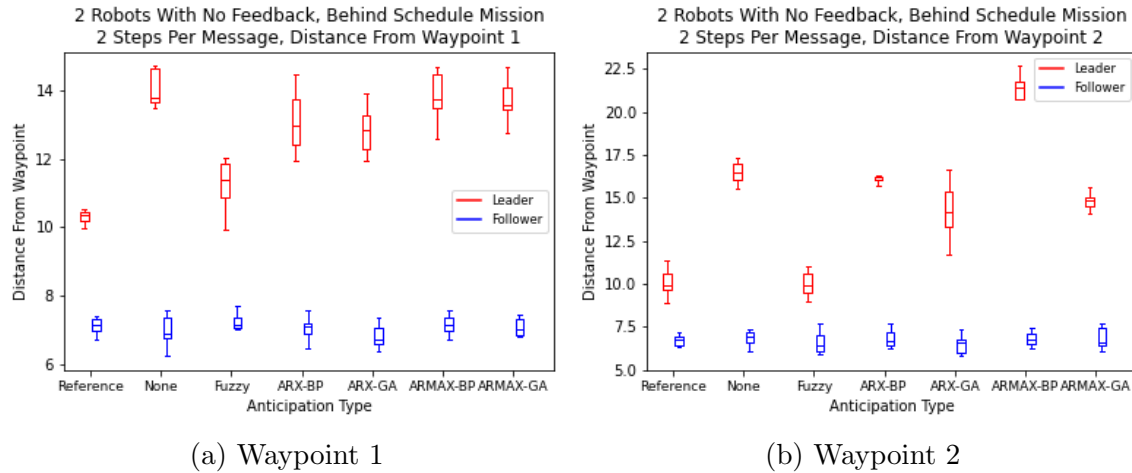 2 Robots With No Feedback, Behind Schedule Mission
2 Steps Per Message, Distance From Waypoint 1
Distance From Waypoint
14
12
10
8
6
Leader
Follower
Reference None Fuzzy ARX-BP ARX-GA ARMAX-BP ARMAX-GA
Anticipation Type
(a) Waypoint 1
2 Robots With No Feedback, Behind Schedule Mission
2 Steps Per Message, Distance From Waypoint 2
Distance From Waypoint
22.5
20.0
17.5
15.0
12.5
10.0
7.5
5.0
Leader
Follower
Reference None Fuzzy ARX-BP ARX-GA ARMAX-BP ARMAX-GA
Anticipation Type
(b) Waypoint 2